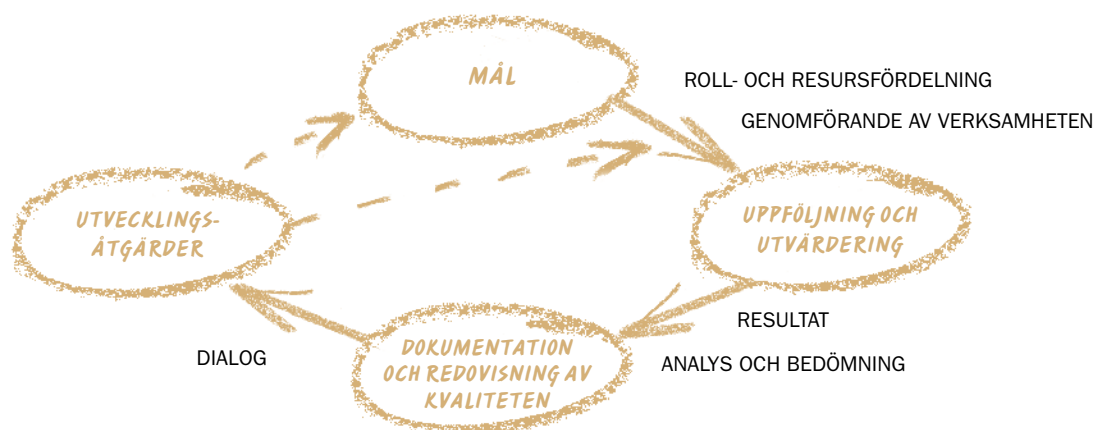 MÅL
ROLL- OCH RESURSFÖRDELNING
GENOMFÖRANDE AV VERKSAMHETEN
UTVECKLINGS-
ÅTGÄRDER
UPPFÖLJNING OCH
UTVÄRDERING
RESULTAT
DIALOG
DOKUMENTATION
OCH REDOVISNING AV
KVALITETEN
ANALYS OCH BEDÖMNING